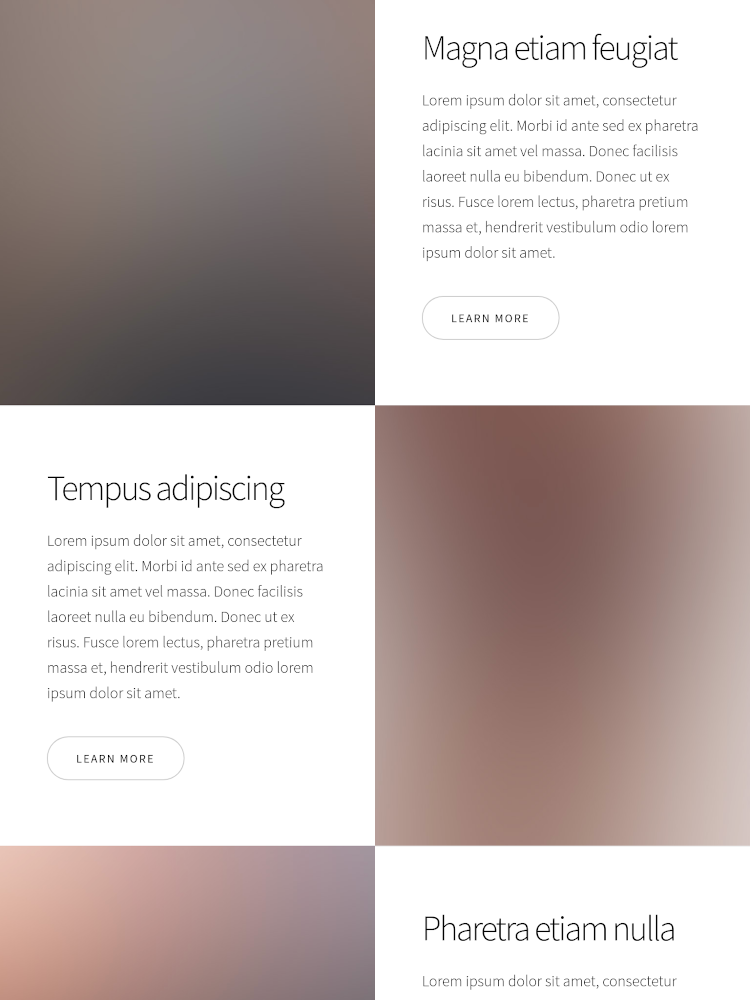 Magna etiam feugiat
Lorem ipsum dolor sit amet, consectetur
adipiscing elit. Morbi id ante sed ex pharetra
lacinia sit amet vel massa. Donec facilisis
laoreet nulla eu bibendum. Donec ut ex
risus. Fusce lorem lectus, pharetra pretium
massa et, hendrerit vestibulum odio lorem
ipsum dolor sit amet.
LEARN MORE
Tempus adipiscing
Lorem ipsum dolor sit amet, consectetur
adipiscing elit. Morbi id ante sed ex pharetra
lacinia sit amet vel massa. Donec facilisis
laoreet nulla eu bibendum. Donec ut ex
risus. Fusce lorem lectus, pharetra pretium
massa et, hendrerit vestibulum odio lorem
ipsum dolor sit amet.
LEARN MORE
Pharetra etiam nulla
Lorem ipsum dolor sit amet, consectetur